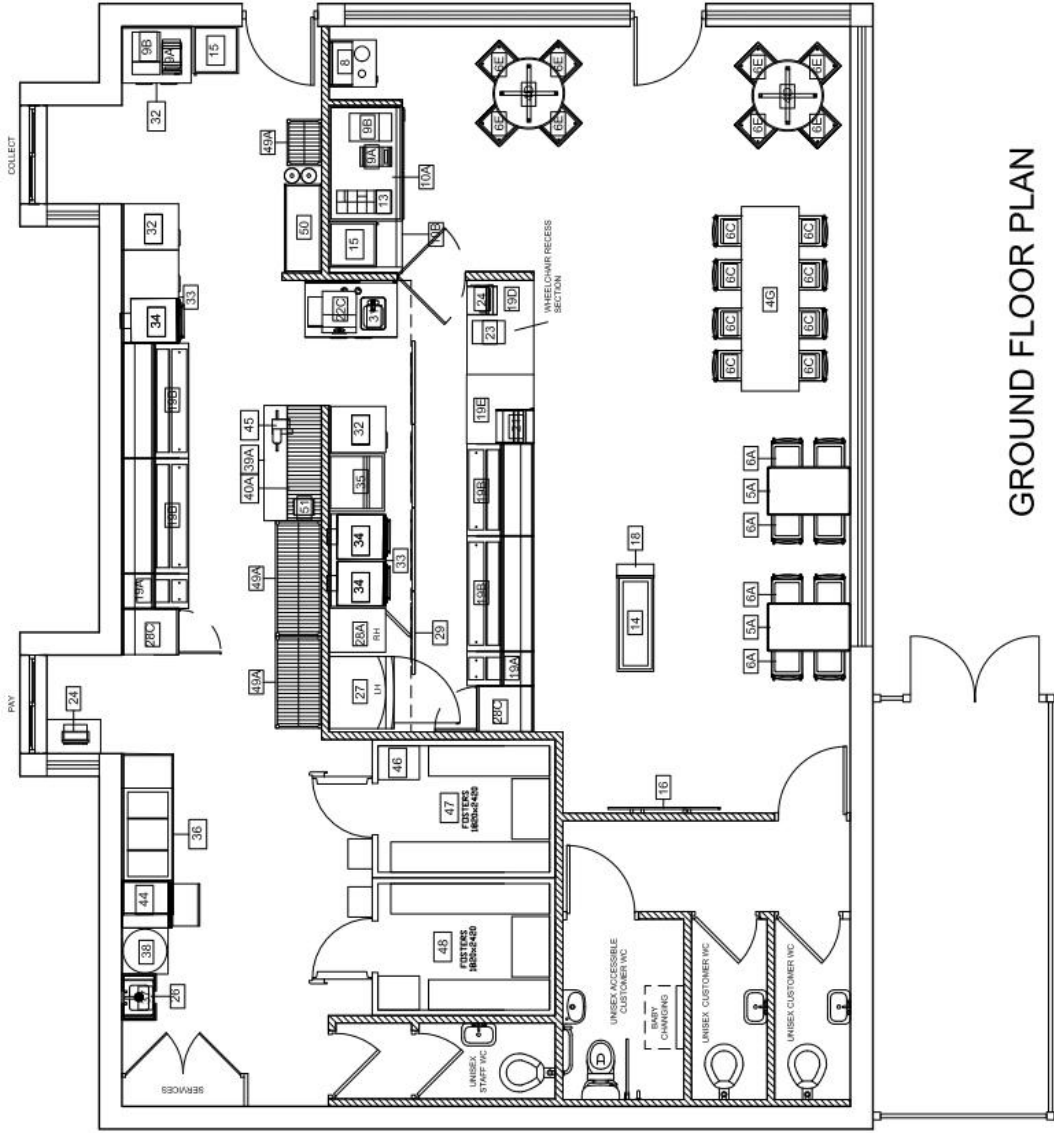 COLLECT
9B
9A
15
32
8
49A
9B
9A
10A
13
50
15
10B
6E
6E
6E
6E
6E
6E
6E
6E
32
33
34
22C
24
19D
23
WHEELCHAIR RECESS
SECTION
6C
6C
6C
6C
4G
6C
6C
6C
6C
GROUND FLOOR PLAN
19B
19B
19A
28C
45
39A
40A
51
49A
49A
32
35
34
33
34
28A
RH
29
27
LH
19E
19B
19B
19A
28C
18
14
6A
5A
6A
6A
5A
6A
PAY
24
36
44
38
26
SERVICES
46
47
FOSTERS
1820x2420
48
FOSTERS
1820x2420
16
UNISEX
STAFF WC
UNISEX ACCESSIBLE
CUSTOMER WC
BABY
CHANGING
UNISEX CUSTOMER WC
UNISEX CUSTOMER WC